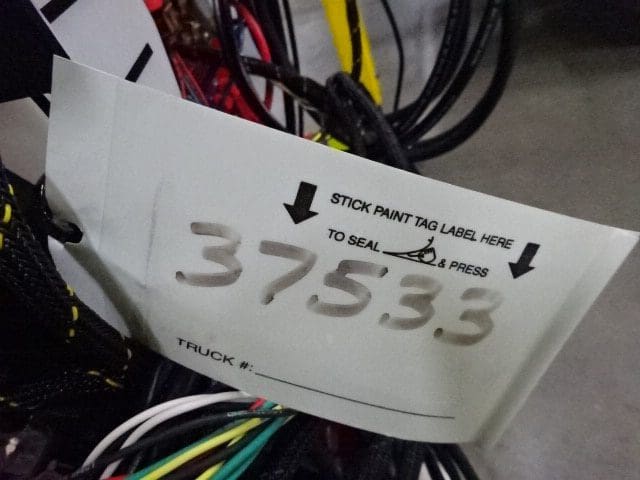 STICK PAINT TAG LABEL HERE
TO SEAL & PRESS
37533
TRUCK #: